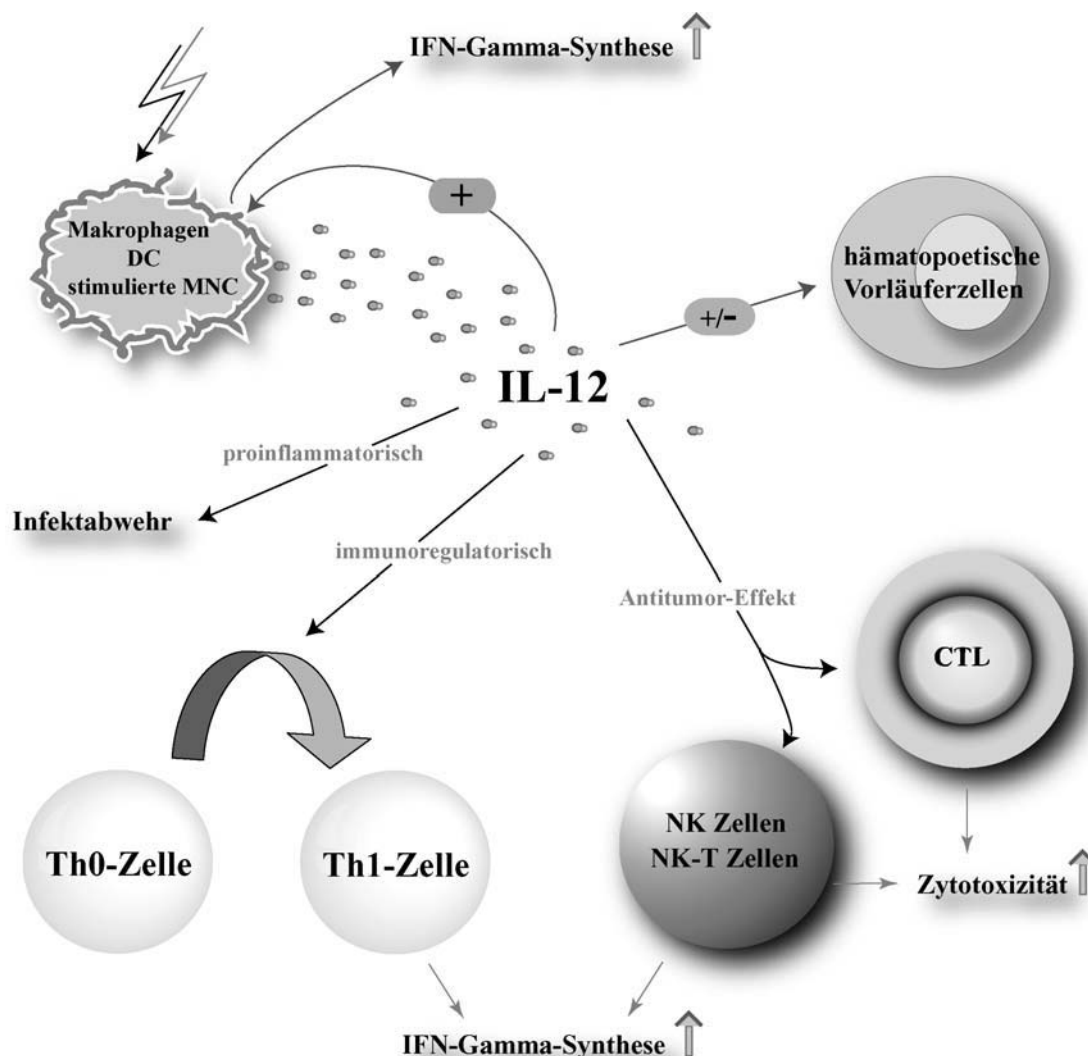 IFN-Gamma-Synthese
Makrophagen
DC
stimulierte MNC
+
hämatopoetische
Vorläuferzellen
+/-
IL-12
proinflammatorisch
Infektabwehr
immunoregulatorisch
Antitumor-Effekt
CTL
Th0-Zelle
Th1-Zelle
NK Zellen
NK-T Zellen
Zytotoxizität
IFN-Gamma-Synthese